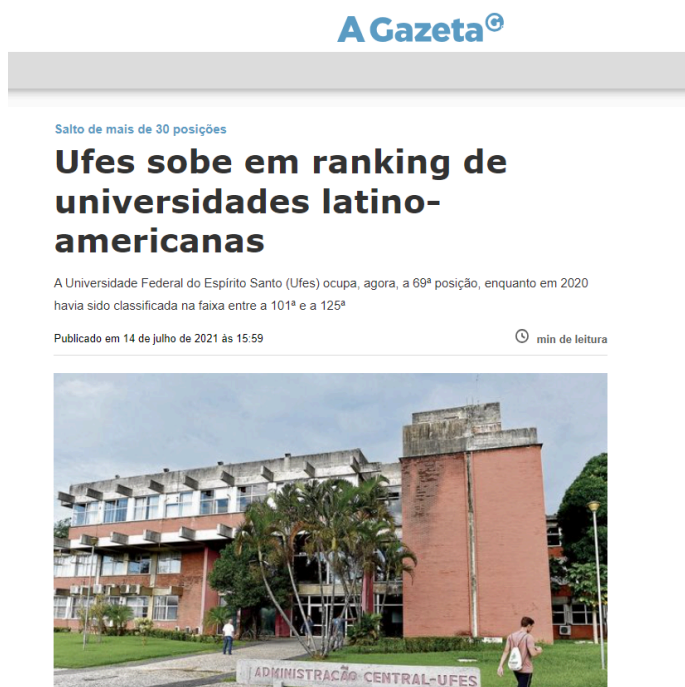 A Gazeta G
Salto de mais de 30 posições
Ufes sobe em ranking de
universidades latino-
americanas
A Universidade Federal do Espírito Santo (Ufes) ocupa, agora, a 69ª posição, enquanto em 2020
havia sido classificada na faixa entre a 101ª e a 125ª
Publicado em 14 de julho de 2021 às 15:59
min de leitura
ADMINISTRAÇÃO CENTRAL-UFES